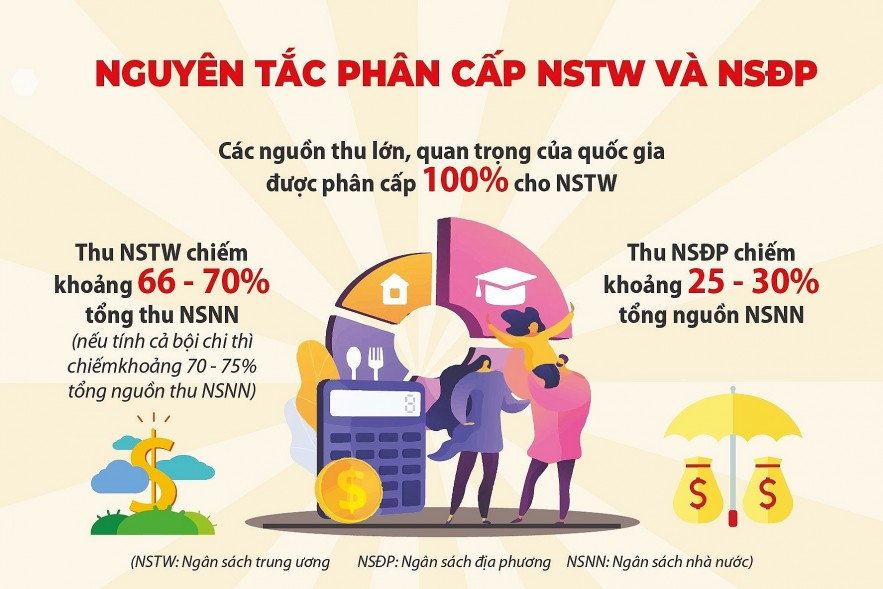 NGUYÊN TẮC PHÂN CẤP NSTW VÀ NSĐP
Các nguồn thu lớn, quan trọng của quốc gia
được phân cấp 100% cho NSTW
Thu NSTW chiếm
khoảng 66 - 70%
tổng thu NSNN
(nếu tính cả bội chi thì
chiếmkhoảng 70 - 75%
tổng nguồn thu NSNN)
Thu NSĐP chiếm
khoảng 25 - 30%
tổng nguồn NSNN
8
$
$
$ $
(NSTW: Ngân sách trung ương NSĐP: Ngân sách địa phương NSNN: Ngân sách nhà nước)